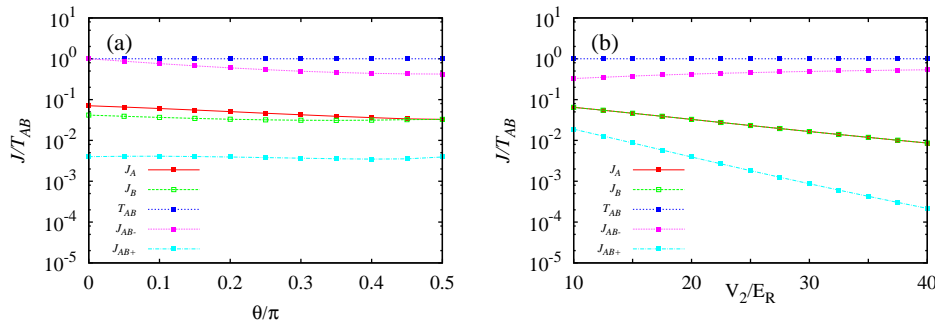 (a)
J/T_AB
10^1
10^0
10^-1
10^-2
10^-3
10^-4
10^-5
J_A
J_B
T_AB
J_AB-
J_AB+
0 0.1 0.2 0.3 0.4 0.5
θ/π
(b)
J/T_AB
10^1
10^0
10^-1
10^-2
10^-3
10^-4
10^-5
J_A
J_B
T_AB
J_AB-
J_AB+
10 20 30 40
V_2/E_R